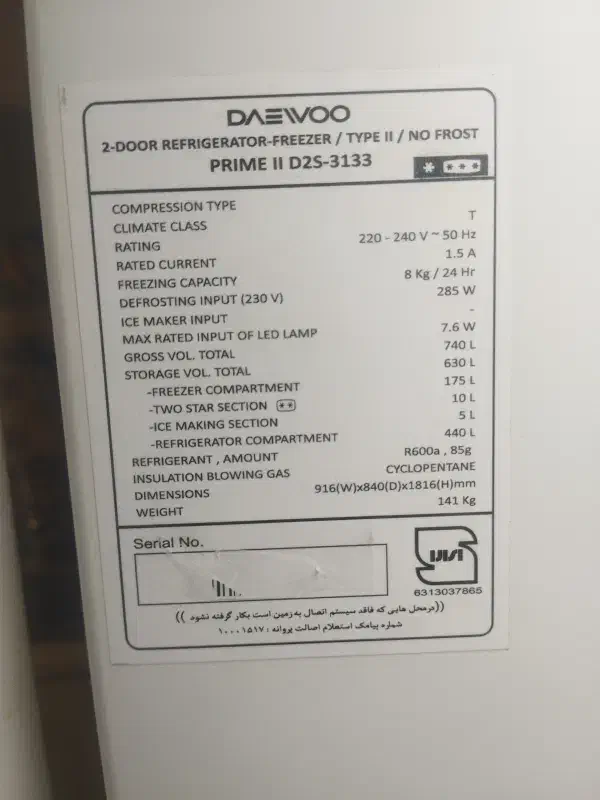 DAEWOO
2-DOOR REFRIGERATOR-FREEZER / TYPE II / NO FROST
PRIME II D2S-3133
COMPRESSION TYPE
CLIMATE CLASS T
RATING 220 - 240 V ~ 50 Hz
RATED CURRENT 1.5 A
FREEZING CAPACITY 8 Kg / 24 Hr
DEFROSTING INPUT (230 V) 285 W
ICE MAKER INPUT -
MAX RATED INPUT OF LED LAMP 7.6 W
GROSS VOL. TOTAL 740 L
STORAGE VOL. TOTAL 630 L
-FREEZER COMPARTMENT 175 L
-TWO STAR SECTION 10 L
-ICE MAKING SECTION 5 L
-REFRIGERATOR COMPARTMENT 440 L
REFRIGERANT , AMOUNT R600a , 85g
INSULATION BLOWING GAS CYCLOPENTANE
DIMENSIONS 916(W)x840(D)x1816(H)mm
WEIGHT 141 Kg
Serial No.
6313037865
((درمحل هایی که فاقد سیستم اتصال به زمین است بکار گرفته نشود))
شماره پیامک استعلام اصالت پروانه : ۱۰۰۰۱۵۱۷